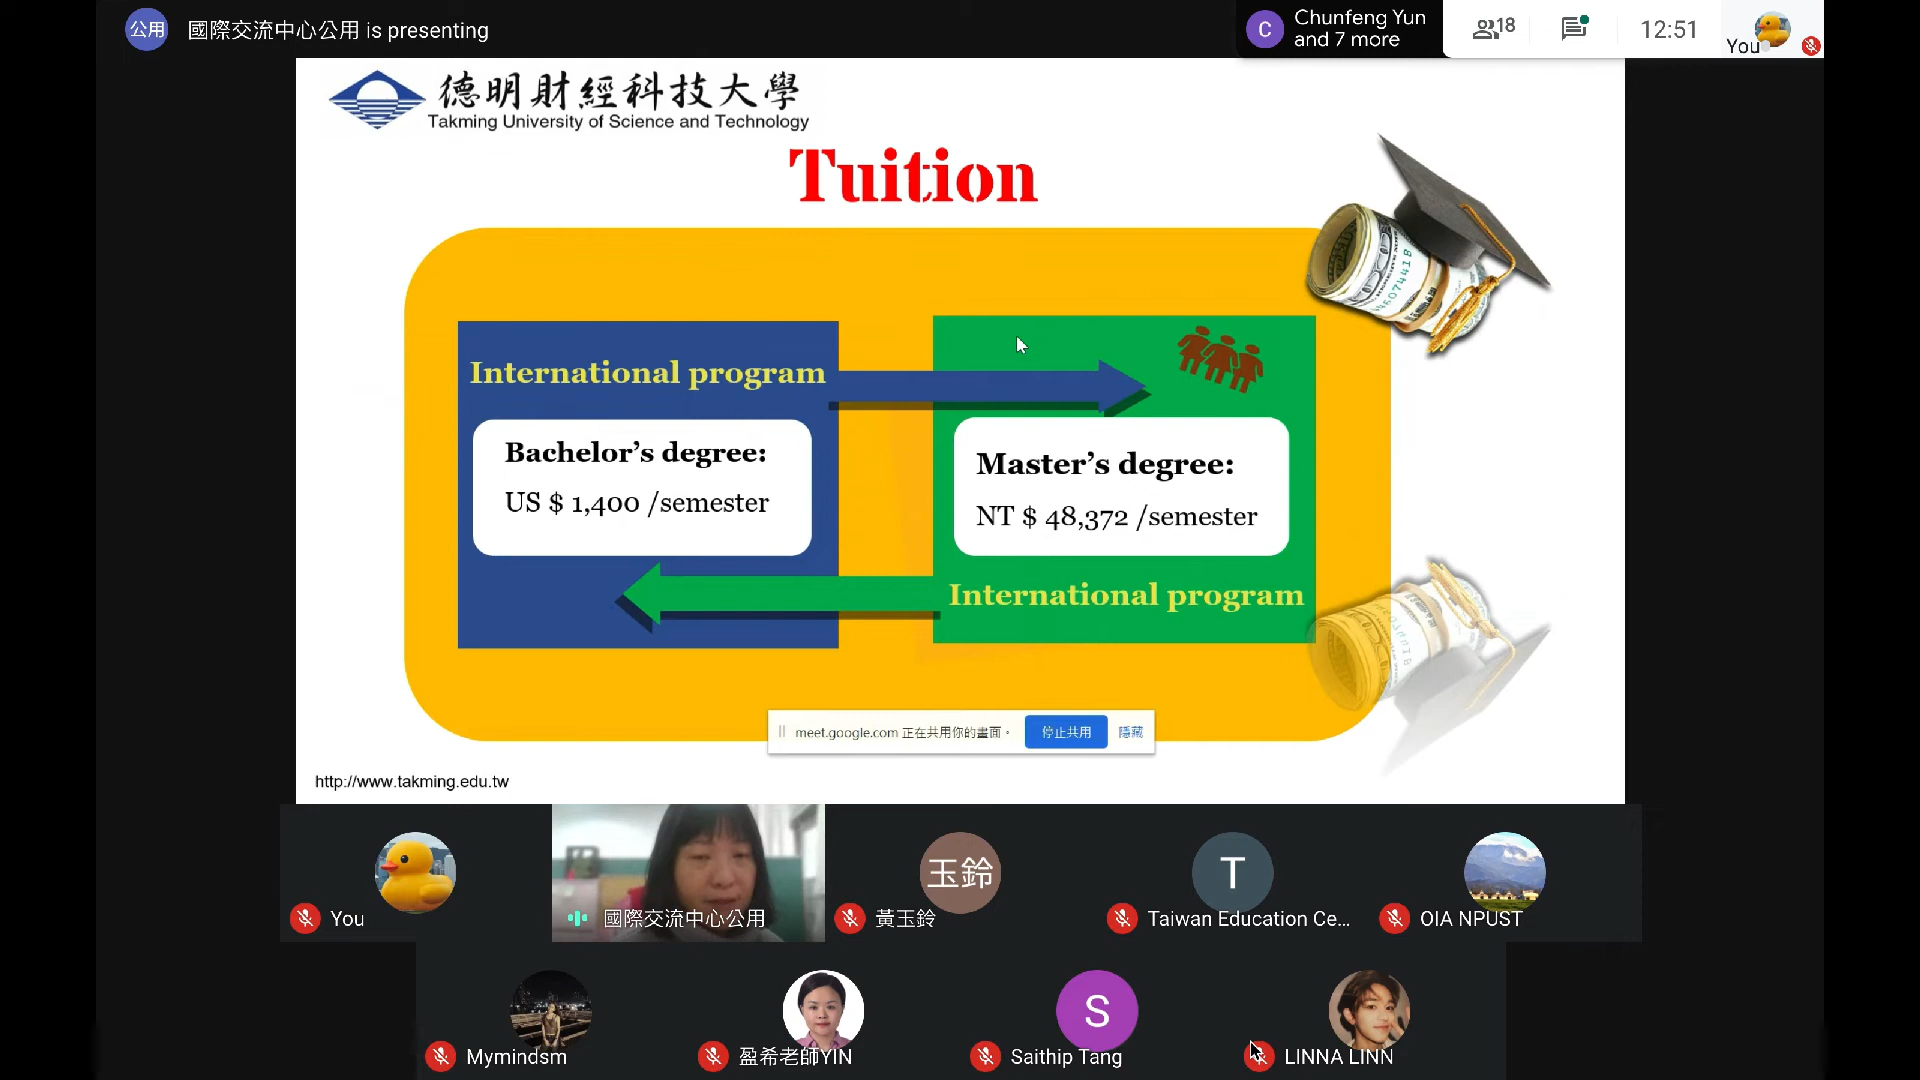 公用
國際交流中心公用 is presenting
C
Chunfeng Yun
and 7 more
18
12:51
You
德明財經科技大學
Takming University of Science and Technology
Tuition
International program
Bachelor's degree:
US $ 1,400 /semester
Master's degree:
NT $ 48,372 /semester
International program
meet.google.com 正在共用你的畫面。
停止共用
隱藏
http://www.takming.edu.tw
You
國際交流中心公用
玉鈴
黃玉鈴
T
Taiwan Education Ce...
OIA NPUST
Mymindsm
盈希老師YIN
S
Saithip Tang
LINNA LINN